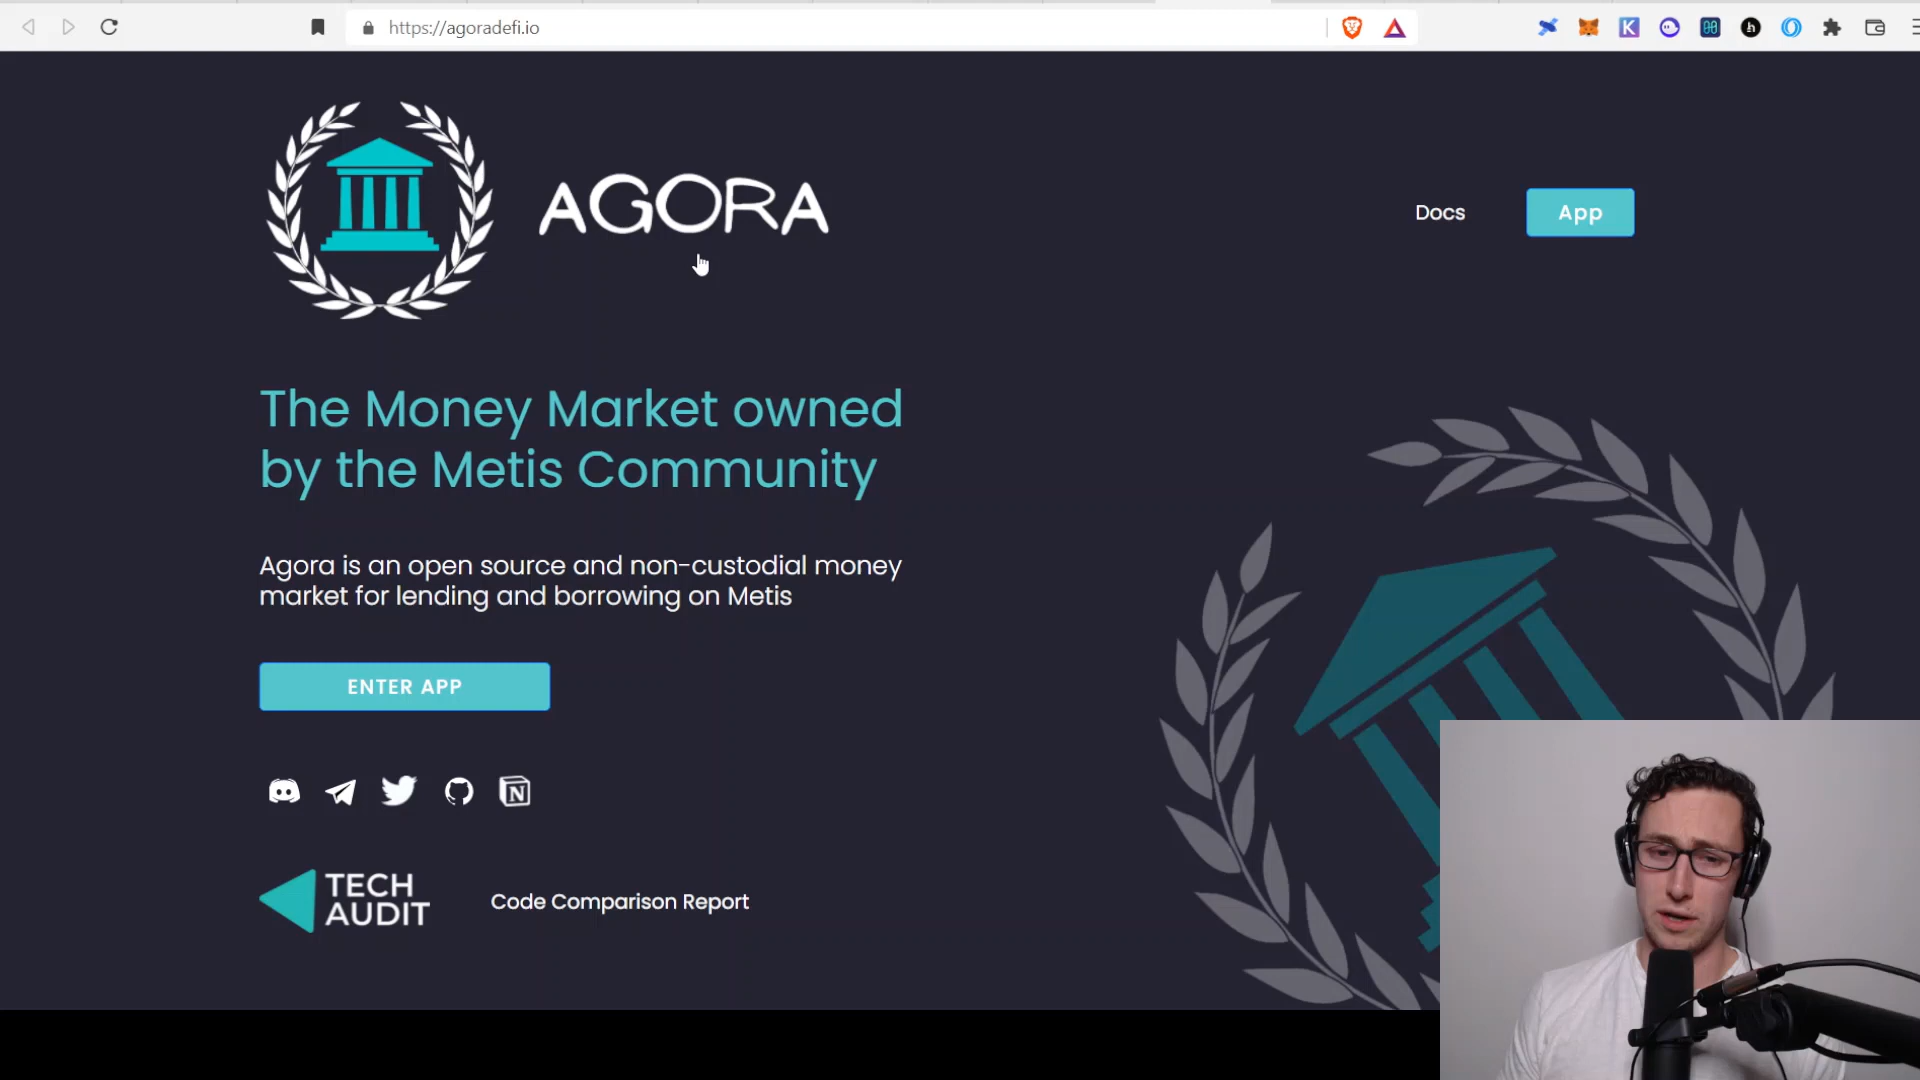 https://agoradefi.io
AGORA
Docs
App
The Money Market owned
by the Metis Community
Agora is an open source and non-custodial money
market for lending and borrowing on Metis
ENTER APP
TECH
AUDIT
Code Comparison Report